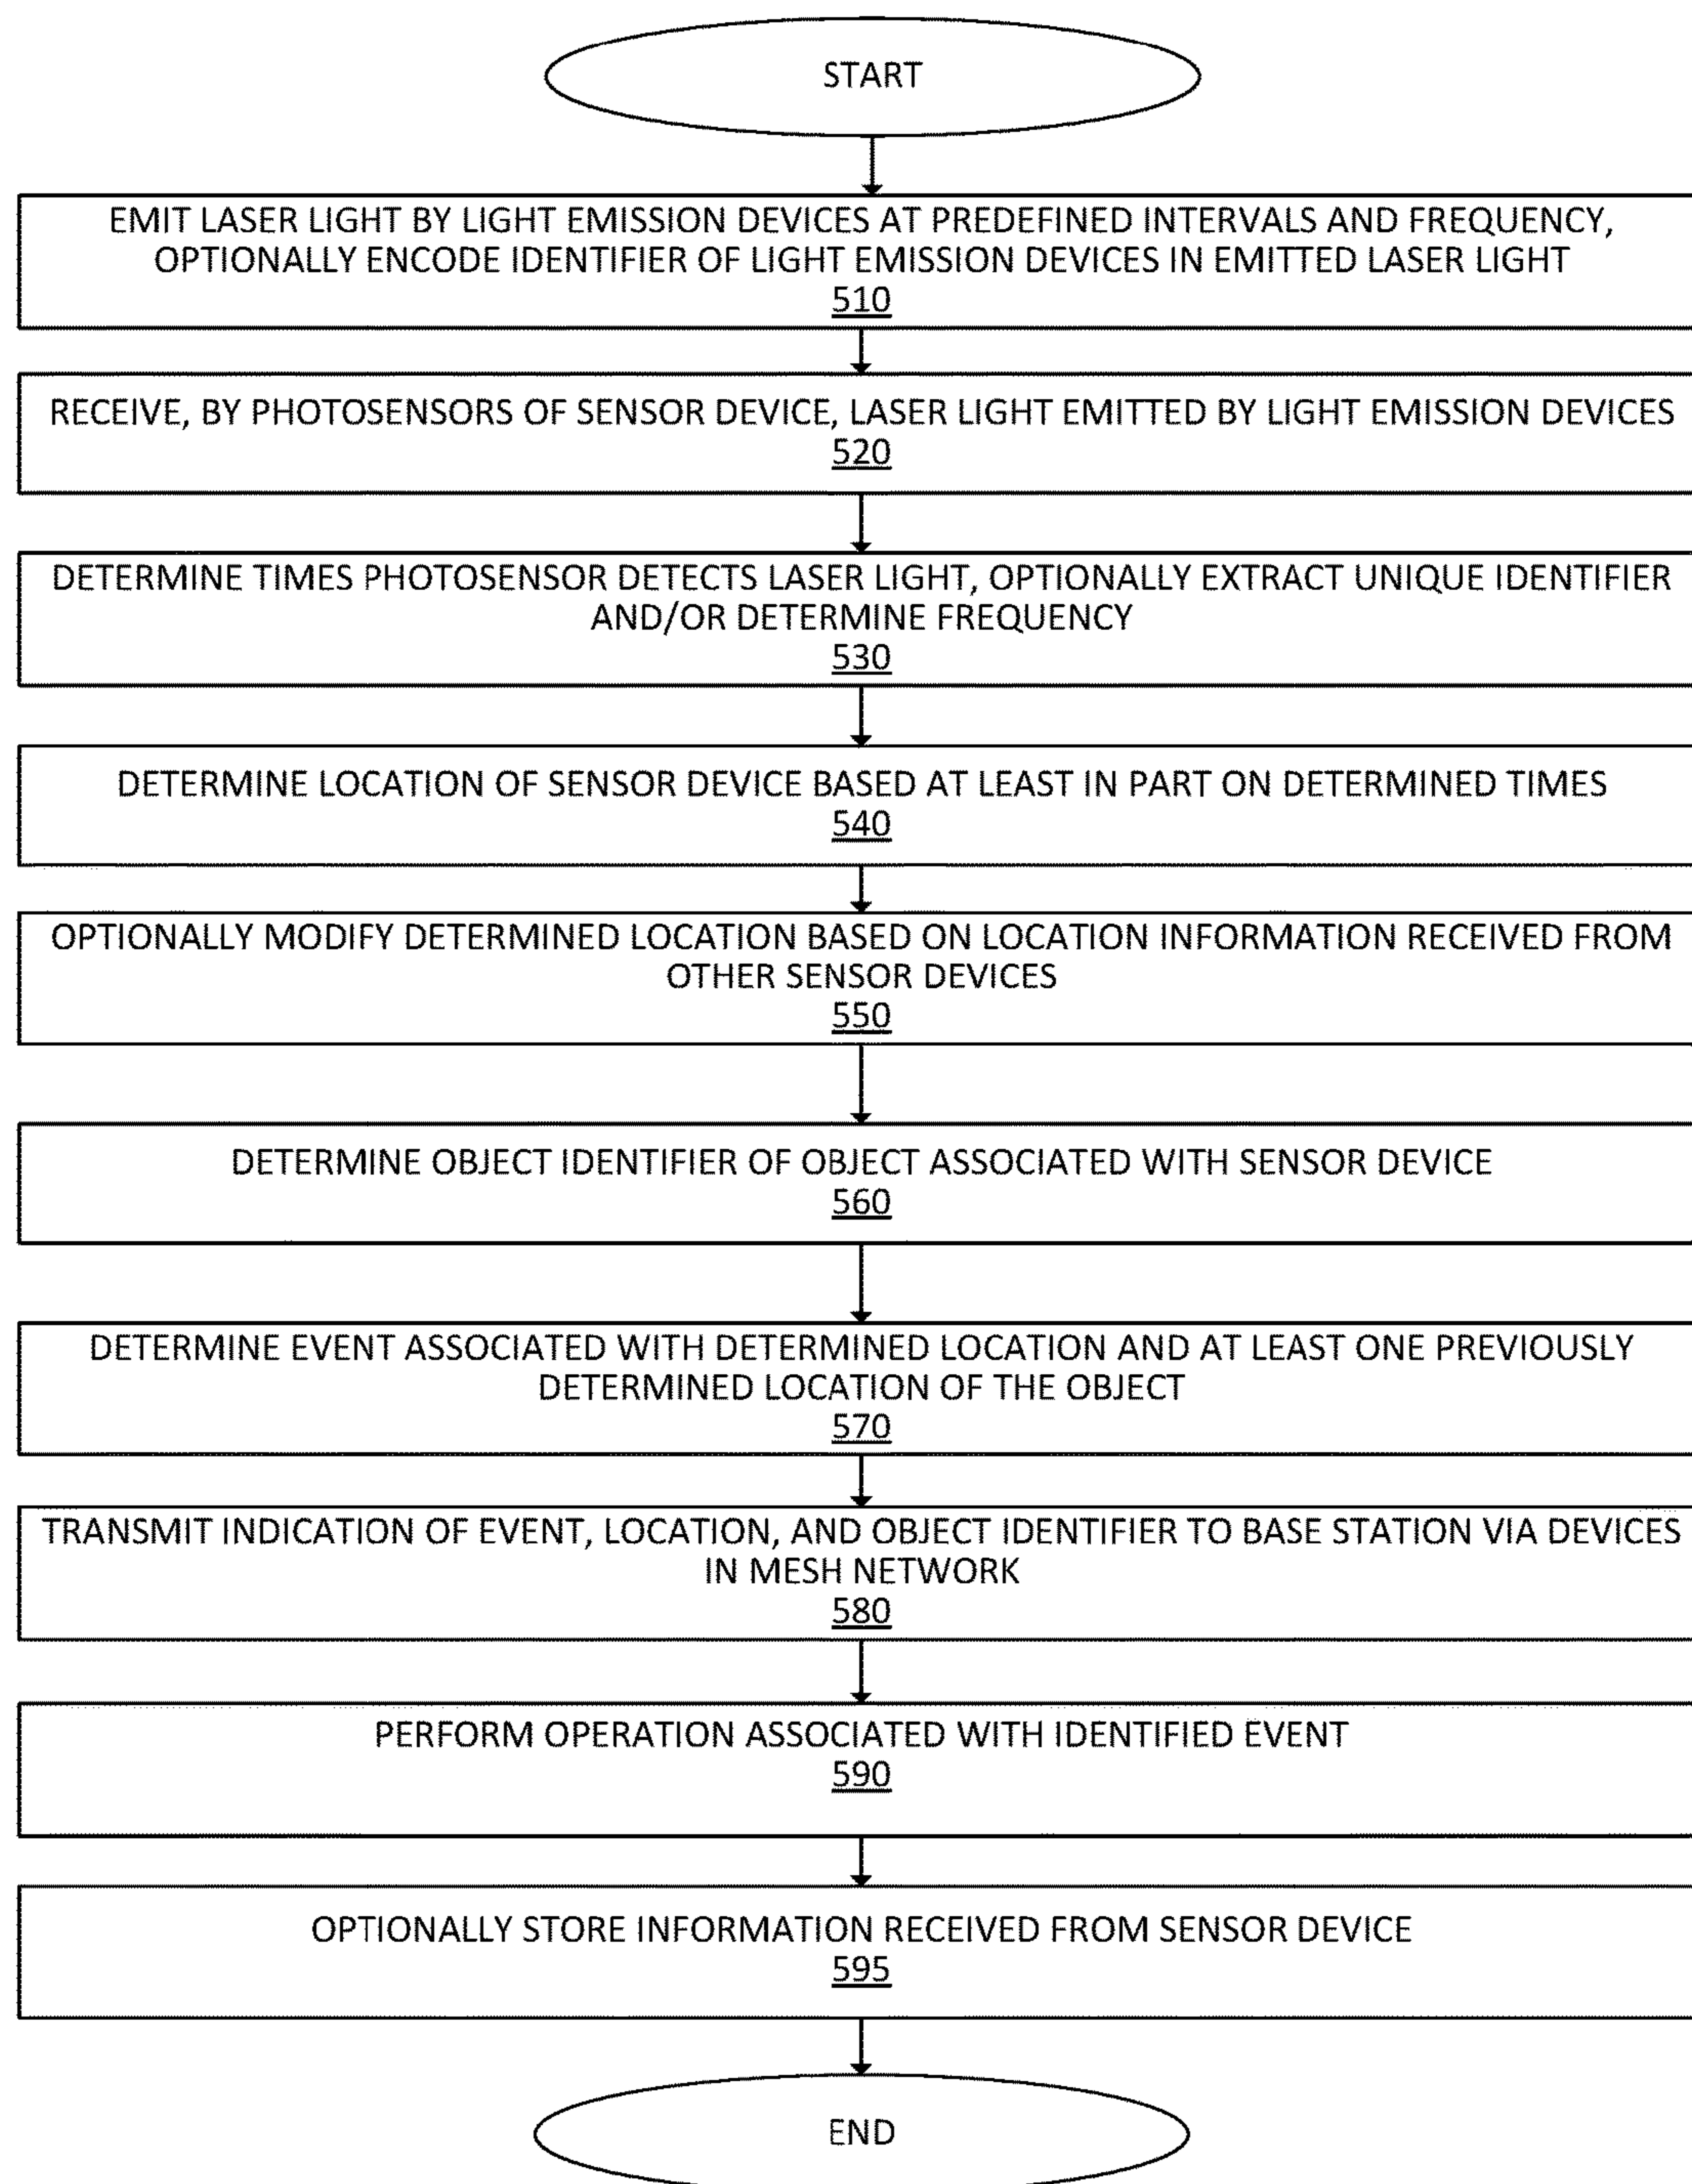 START
EMIT LASER LIGHT BY LIGHT EMISSION DEVICES AT PREDEFINED INTERVALS AND FREQUENCY,
OPTIONALLY ENCODE IDENTIFIER OF LIGHT EMISSION DEVICES IN EMITTED LASER LIGHT
510
RECEIVE, BY PHOTOSENSORS OF SENSOR DEVICE, LASER LIGHT EMITTED BY LIGHT EMISSION DEVICES
520
DETERMINE TIMES PHOTOSENSOR DETECTS LASER LIGHT, OPTIONALLY EXTRACT UNIQUE IDENTIFIER
AND/OR DETERMINE FREQUENCY
530
DETERMINE LOCATION OF SENSOR DEVICE BASED AT LEAST IN PART ON DETERMINED TIMES
540
OPTIONALLY MODIFY DETERMINED LOCATION BASED ON LOCATION INFORMATION RECEIVED FROM
OTHER SENSOR DEVICES
550
DETERMINE OBJECT IDENTIFIER OF OBJECT ASSOCIATED WITH SENSOR DEVICE
560
DETERMINE EVENT ASSOCIATED WITH DETERMINED LOCATION AND AT LEAST ONE PREVIOUSLY
DETERMINED LOCATION OF THE OBJECT
570
TRANSMIT INDICATION OF EVENT, LOCATION, AND OBJECT IDENTIFIER TO BASE STATION VIA DEVICES
IN MESH NETWORK
580
PERFORM OPERATION ASSOCIATED WITH IDENTIFIED EVENT
590
OPTIONALLY STORE INFORMATION RECEIVED FROM SENSOR DEVICE
595
END